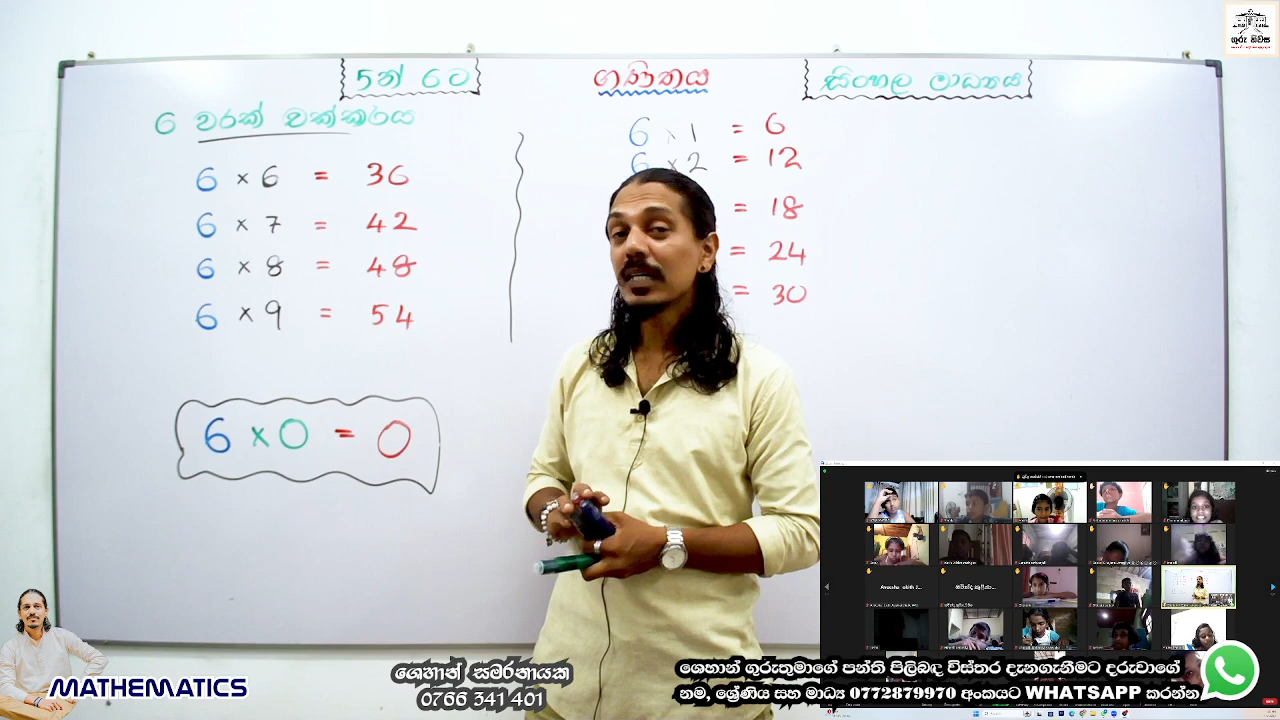 ගුරු නිවස
5න් 6ට
ගණිතය
සිංහල මාධ්‍යය
6 වරක් චක්කරය
6 × 6 = 36
6 × 7 = 42
6 × 8 = 48
6 × 9 = 54
6 × 0 = 0
6 × 1 = 6
6 × 2 = 12
= 18
= 24
= 30
MATHEMATICS
ශෙහාන් සමරනායක
0766 341 401
ශෙහාන් ගුරුතුමාගේ පන්ති පිලිබඳ විස්තර දැනගැනීමට දරුවාගේ
නම, ශ්‍රේණිය සහ මාධ්‍ය 0772879970 අංකයට WHATSAPP කරන්න